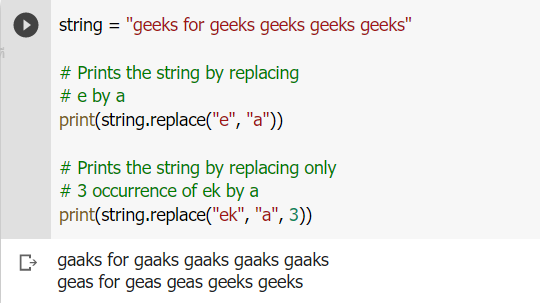 string = "geeks for geeks geeks geeks geeks"
# Prints the string by replacing
# e by a
print(string.replace("e", "a"))
# Prints the string by replacing only
# 3 occurrence of ek by a
print(string.replace("ek", "a", 3))
gaaks for gaaks gaaks gaaks gaaks
geas for geas geas geeks geeks